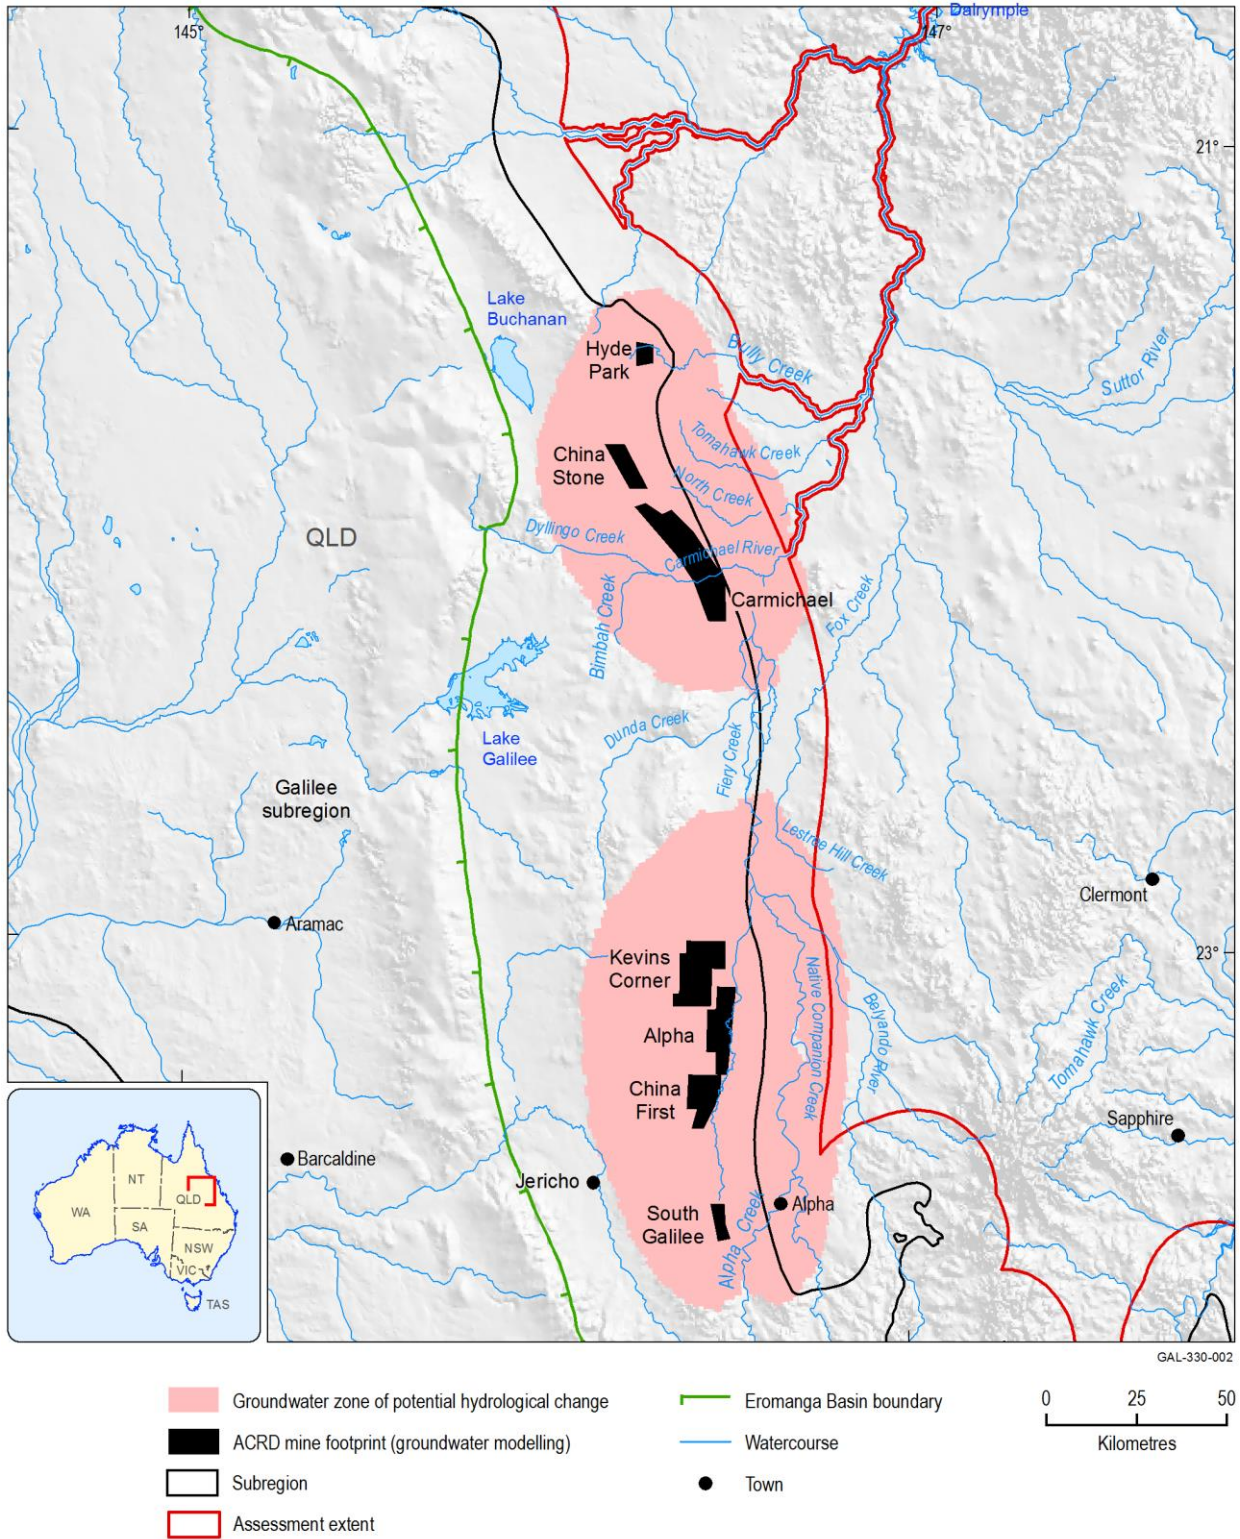 Dalrymple
145°
147°
21°
Lake
Buchanan
Hyde
Park
Bully Creek
Suttor River
China
Stone
Tomahawk Creek
North Creek
QLD
Dyllingo Creek
Carmichael River
Carmichael
Bimbah Creek
Fox Creek
Lake
Galilee
Dunda Creek
Fiery Creek
Galilee
subregion
Lestree Hill Creek
Clermont
Aramac
Kevins
Corner
23°
Native Companion Creek
Belyando River
Tomahawk Creek
Alpha
China
First
Sapphire
Barcaldine
Jericho
Alpha
South
Galilee
Alpha Creek
NT
QLD
WA
SA
NSW
VIC
TAS
GAL-330-002
Groundwater zone of potential hydrological change
ACRD mine footprint (groundwater modelling)
Subregion
Assessment extent
Eromanga Basin boundary
Watercourse
Town
0 25 50
Kilometres